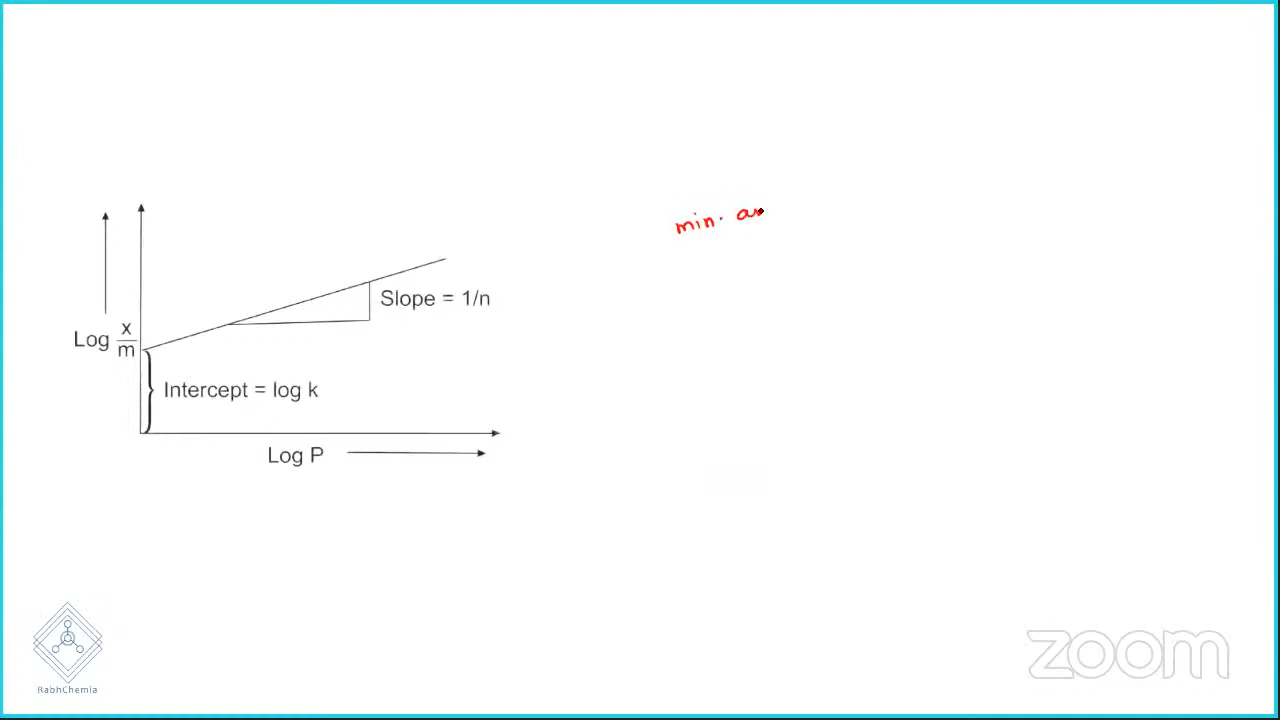 min.
Slope = 1/n
Log x/m
Intercept = log k
Log P
RabhChemia
zoom